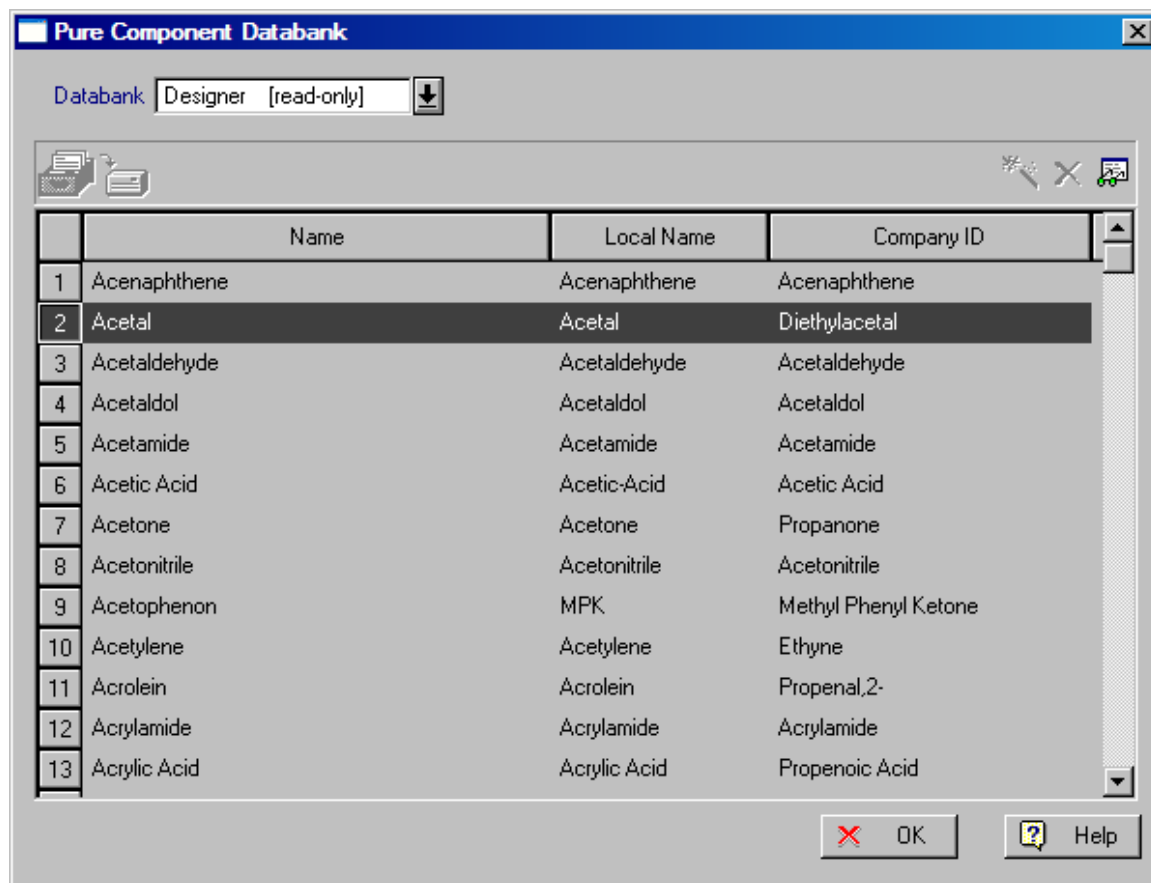 Pure Component Databank
Databank Designer [read-only]
Name Local Name Company ID
1 Acenaphthene Acenaphthene Acenaphthene
2 Acetal Acetal Diethylacetal
3 Acetaldehyde Acetaldehyde Acetaldehyde
4 Acetaldol Acetaldol Acetaldol
5 Acetamide Acetamide Acetamide
6 Acetic Acid Acetic-Acid Acetic Acid
7 Acetone Acetone Propanone
8 Acetonitrile Acetonitrile Acetonitrile
9 Acetophenon MPK Methyl Phenyl Ketone
10 Acetylene Acetylene Ethyne
11 Acrolein Acrolein Propenal,2-
12 Acrylamide Acrylamide Acrylamide
13 Acrylic Acid Acrylic Acid Propenoic Acid
OK Help